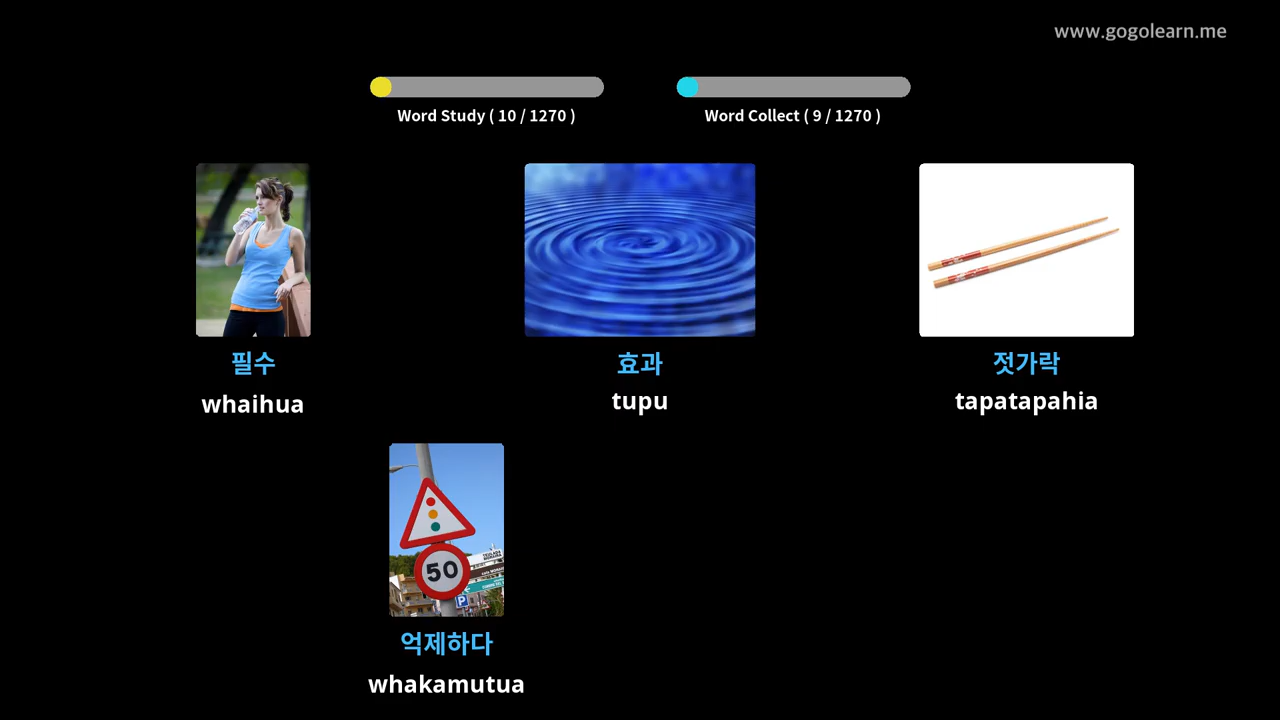 www.gogolearn.me
Word Study ( 10 / 1270 )
Word Collect ( 9 / 1270 )
필수
whaihua
효과
tupu
젓가락
tapatapahia
50
P
억제하다
whakamutua